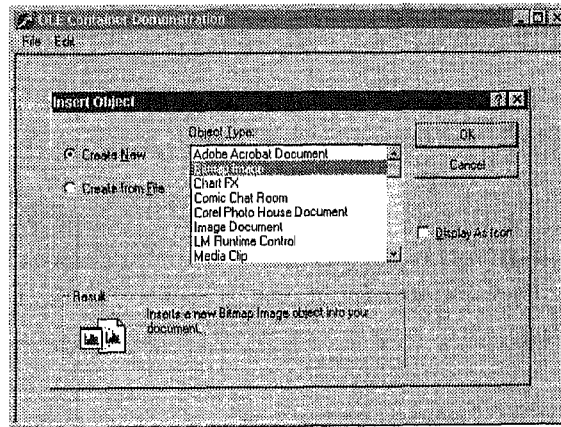 OLE Container Demonstration
File Edit
Insert Object
Object Type:
Create New
Create from File
Adobe Acrobat Document
Bitmap Image
Chart FX
Comic Chat Room
Corel Photo House Document
Image Document
LM Runtime Control
Media Clip
OK
Cancel
Display As Icon
Result
Inserts a new Bitmap Image object into your
document.